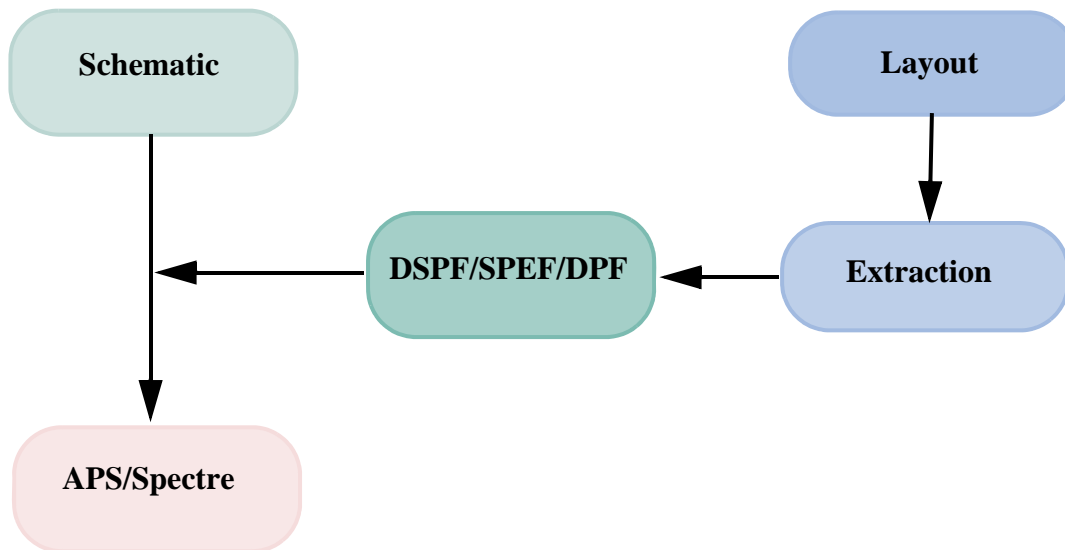 Schematic
Layout
DSPF/SPEF/DPF
Extraction
APS/Spectre